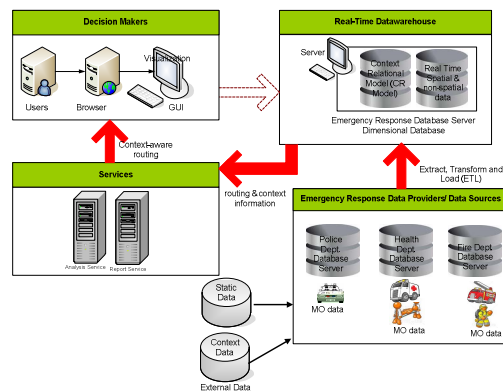 Decision Makers
Visualization
Users
Browser
GUI
Real-Time Datawarehouse
Server
Context
Relational
Model (CR
Model)
Real Time
Spatial &
non-spatial
data
Emergency Response Database Server
Dimensional Database
Context-aware
routing
Services
Analysis Service
Report Service
routing & context
information
Extract, Transform and
Load (ETL)
Emergency Response Data Providers/ Data Sources
Police
Dept.
Database
Server
Health
Dept.
Database
Server
Fire Dept.
Database
Server
MO data
MO data
MO data
Static
Data
Context
Data
External Data